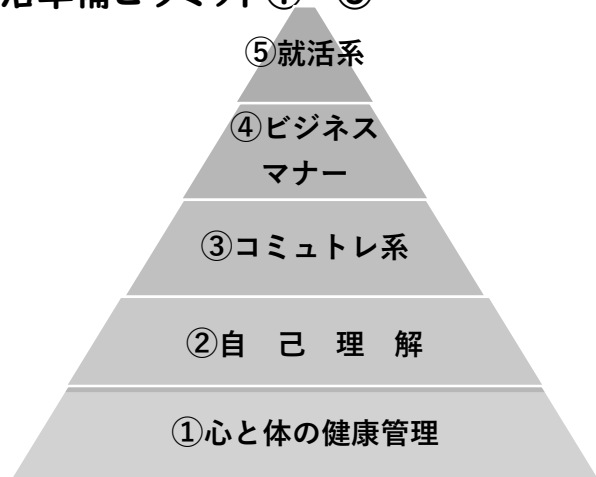 ⑤就活系
④ビジネス
マナー
③コミュトレ系
②自　己　理　解
①心と体の健康管理